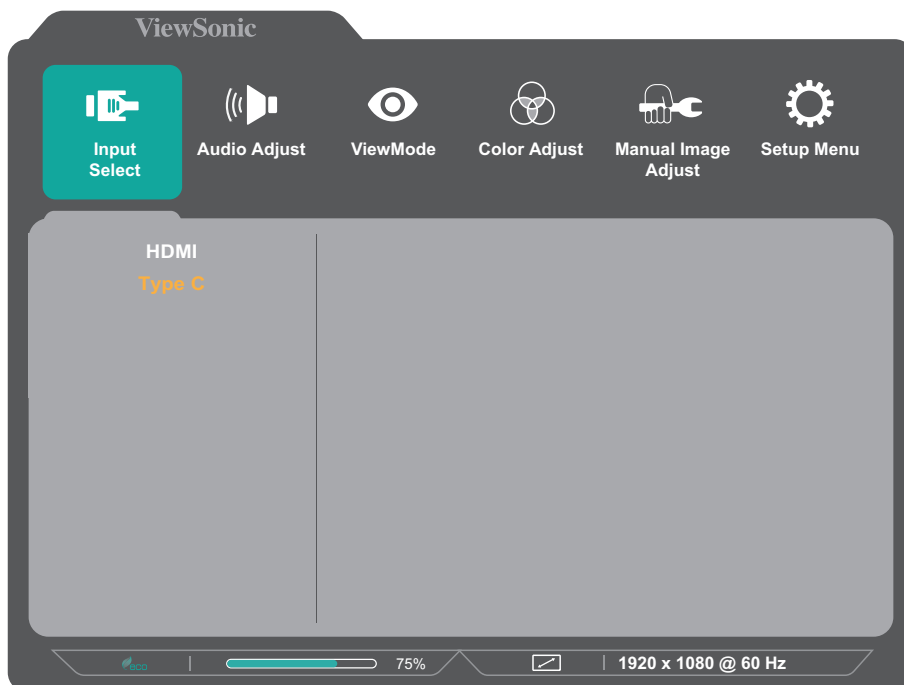 ViewSonic
Input Select
Audio Adjust
ViewMode
Color Adjust
Manual Image Adjust
Setup Menu
HDMI
Type C
eco
75%
1920 x 1080 @ 60 Hz